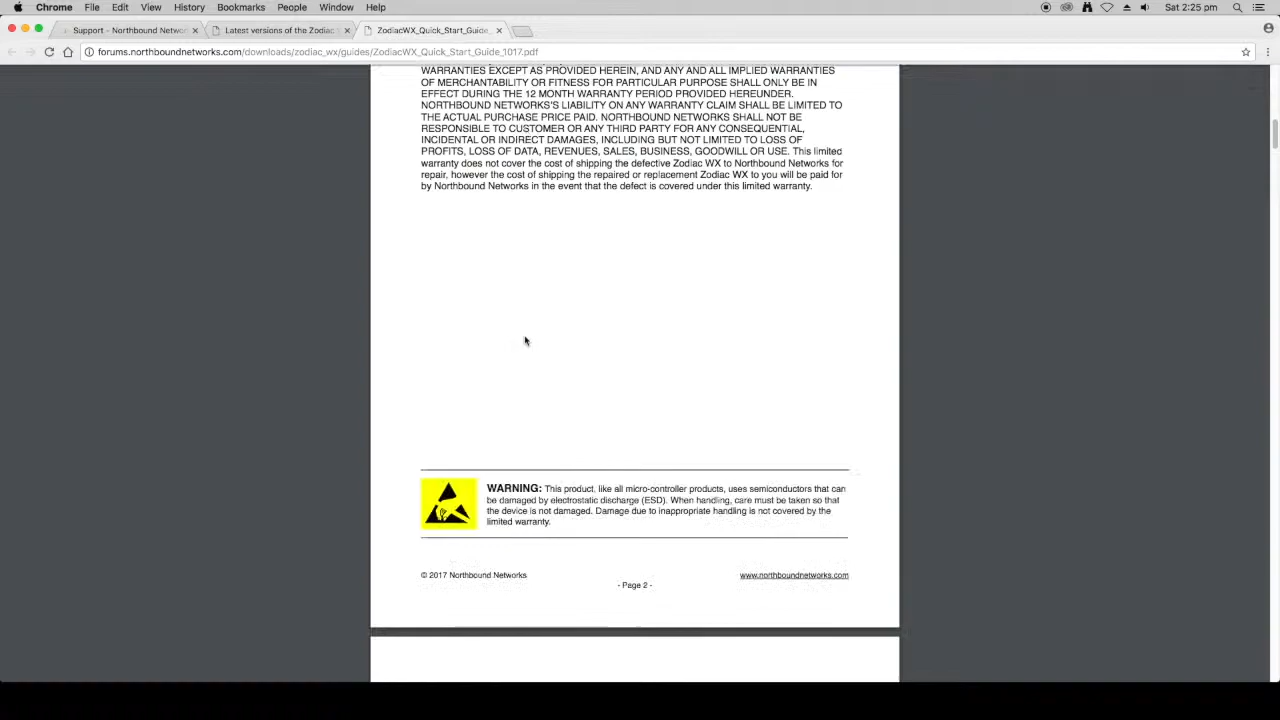 Chrome File Edit View History Bookmarks People Window Help Sat 2:25 pm
Support - Northbound Networ Latest versions of the Zodiac ZodiacWX_Quick_Start_Guide_
forums.northboundnetworks.com/downloads/zodiac_wx/guides/ZodiacWX_Quick_Start_Guide_1017.pdf
WARRANTIES EXCEPT AS PROVIDED HEREIN, AND ANY AND ALL IMPLIED WARRANTIES
OF MERCHANTABILITY OR FITNESS FOR PARTICULAR PURPOSE SHALL ONLY BE IN
EFFECT DURING THE 12 MONTH WARRANTY PERIOD PROVIDED HEREUNDER.
NORTHBOUND NETWORKS'S LIABILITY ON ANY WARRANTY CLAIM SHALL BE LIMITED TO
THE ACTUAL PURCHASE PRICE PAID. NORTHBOUND NETWORKS SHALL NOT BE
RESPONSIBLE TO CUSTOMER OR ANY THIRD PARTY FOR ANY CONSEQUENTIAL,
INCIDENTAL OR INDIRECT DAMAGES, INCLUDING BUT NOT LIMITED TO LOSS OF
PROFITS, LOSS OF DATA, REVENUES, SALES, BUSINESS, GOODWILL OR USE. This limited
warranty does not cover the cost of shipping the defective Zodiac WX to Northbound Networks for
repair, however the cost of shipping the repaired or replacement Zodiac WX to you will be paid for
by Northbound Networks in the event that the defect is covered under this limited warranty.
WARNING: This product, like all micro-controller products, uses semiconductors that can
be damaged by electrostatic discharge (ESD). When handling, care must be taken so that
the device is not damaged. Damage due to inappropriate handling is not covered by the
limited warranty.
© 2017 Northbound Networks www.northboundnetworks.com
- Page 2 -